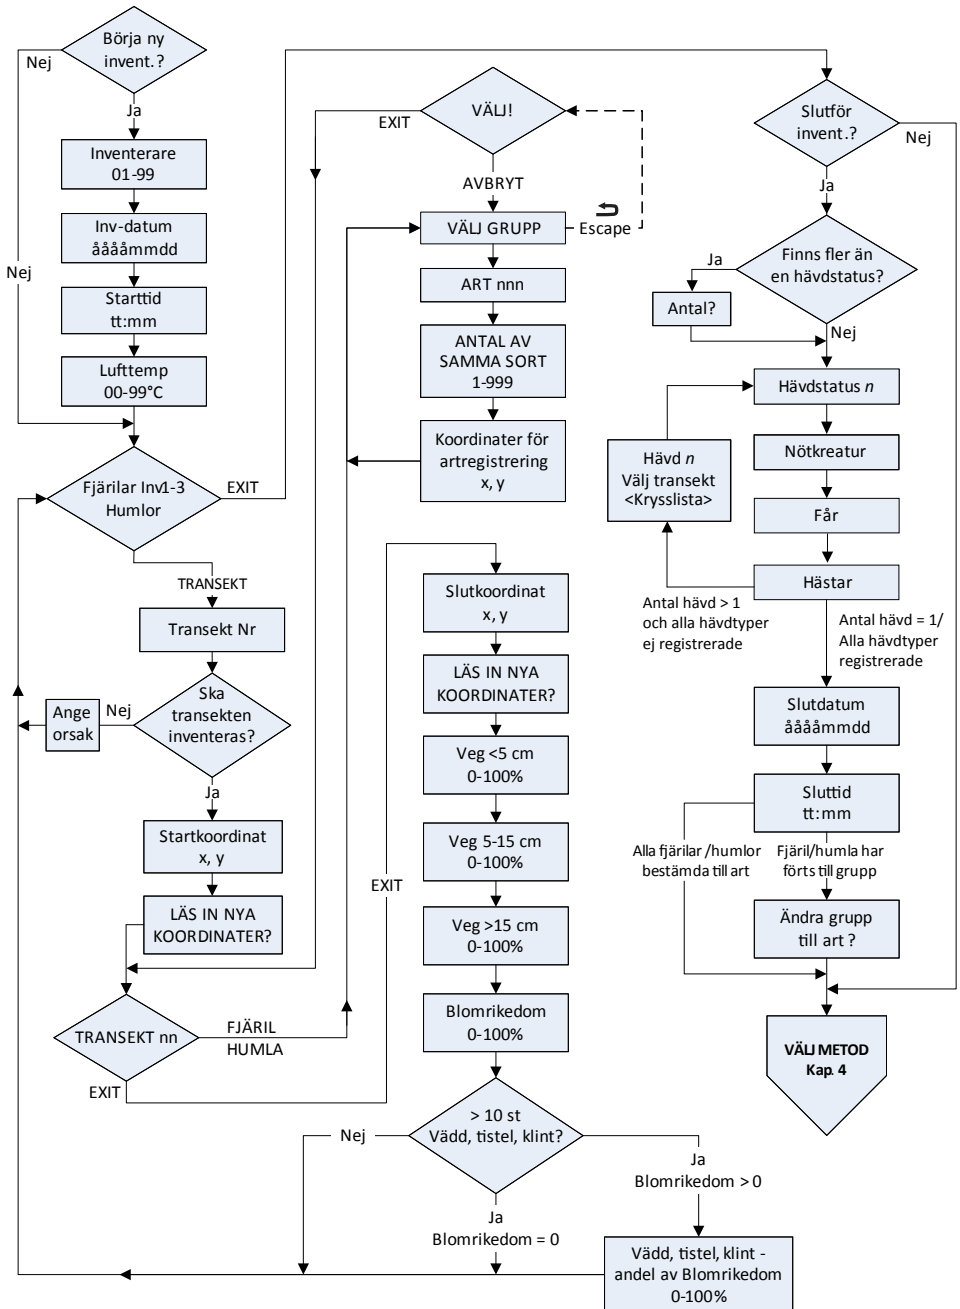 Börja ny
invent.?
Nej
Ja
Inventerare
01-99
Inv-datum
ååååmmdd
Nej
Starttid
tt:mm
Lufttemp
00-99°C
Fjärilar Inv1-3
Humlor
EXIT
TRANSEKT
Transekt Nr
Ska
transekten
inventeras?
Nej
Ange
orsak
Ja
Startkoordinat
x, y
LÄS IN NYA
KOORDINATER?
TRANSEKT nn
FJÄRIL
HUMLA
EXIT
VÄLJ!
EXIT
AVBRYT
VÄLJ GRUPP
Escape
ART nnn
ANTAL AV
SAMMA SORT
1-999
Koordinater för
artregistrering
x, y
EXIT
Slutkoordinat
x, y
LÄS IN NYA
KOORDINATER?
Veg <5 cm
0-100%
Veg 5-15 cm
0-100%
Veg >15 cm
0-100%
Blomrikedom
0-100%
> 10 st
Vädd, tistel, klint?
Nej
Ja
Blomrikedom = 0
Ja
Blomrikedom > 0
Vädd, tistel, klint -
andel av Blomrikedom
0-100%
Slutför
invent.?
Nej
Ja
Finns fler än
en hävdstatus?
Ja
Antal?
Nej
Hävdstatus n
Nötkreatur
Får
Hästar
Hävd n
Välj transekt
<Krysslista>
Antal hävd > 1
och alla hävdtyper
ej registrerade
Antal hävd = 1/
Alla hävdtyper
registrerade
Slutdatum
ååååmmdd
Sluttid
tt:mm
Alla fjärilar /humlor
bestämda till art
Fjäril/humla har
förts till grupp
Ändra grupp
till art ?
VÄLJ METOD
Kap. 4